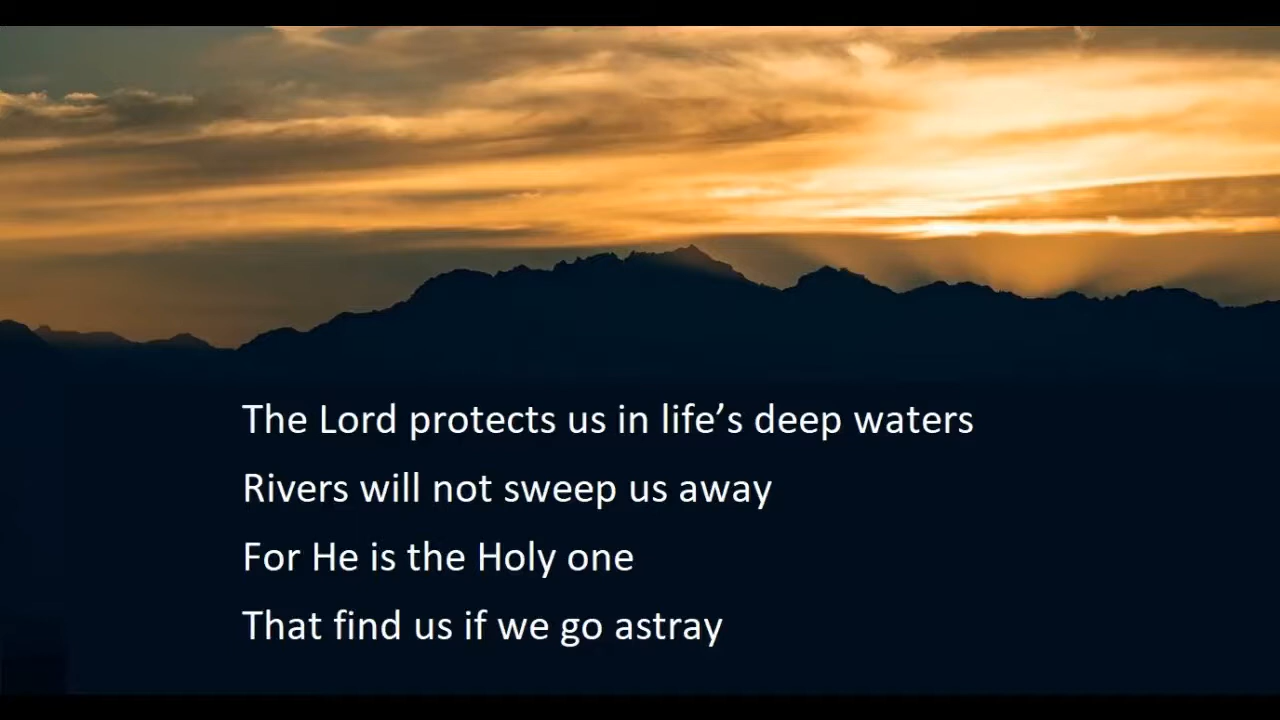 The Lord protects us in life’s deep waters
Rivers will not sweep us away
For He is the Holy one
That find us if we go astray